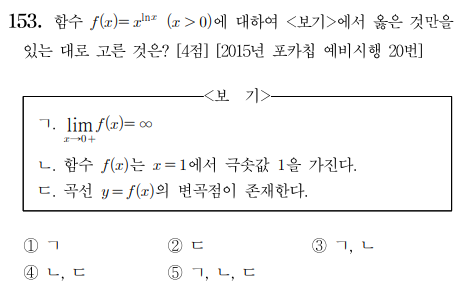 153. 함수 f(x)=x^{ln x} (x>0)에 대하여 <보기>에서 옳은 것만을
있는 대로 고른 것은? [4점] [2015년 포카칩 예비시행 20번]
<보 기>
ㄱ. lim_{x→0+} f(x)=∞
ㄴ. 함수 f(x)는 x=1에서 극솟값 1을 가진다.
ㄷ. 곡선 y=f(x)의 변곡점이 존재한다.
① ㄱ ② ㄷ ③ ㄱ, ㄴ
④ ㄴ, ㄷ ⑤ ㄱ, ㄴ, ㄷ